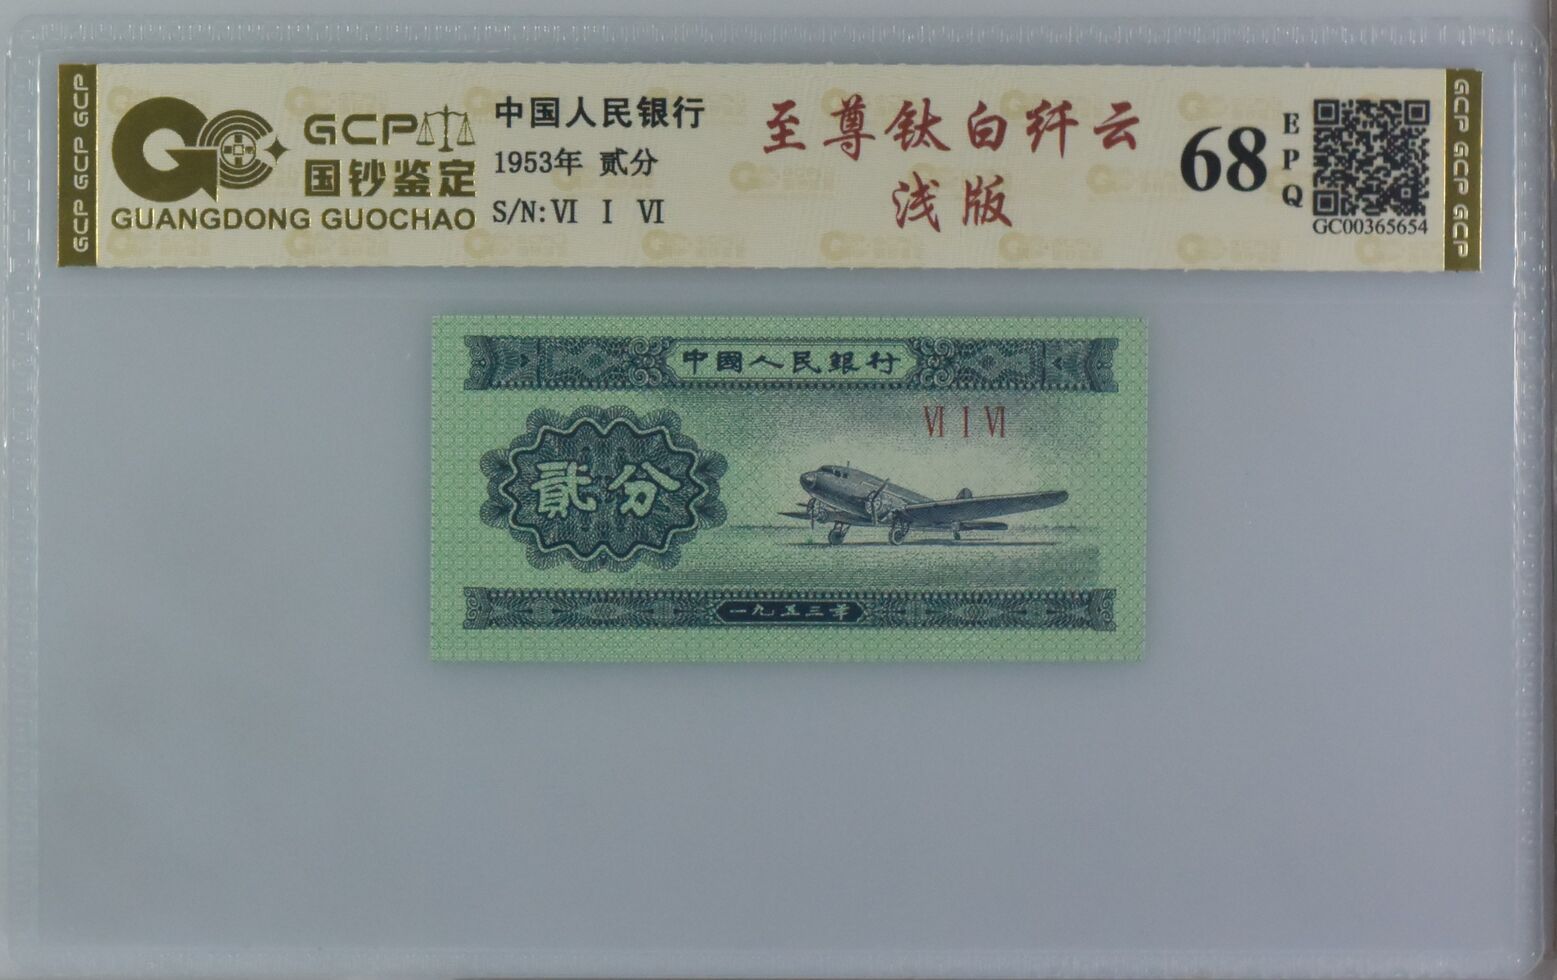 GCP GCP GCP
GCP
国钞鉴定
GUANGDONG GUOCHAO
中国人民银行
1953年 贰分
S/N:Ⅵ Ⅰ Ⅵ
至尊钛白纤云
浅版
68
EPQ
GC00365654
GCP GCP GCP
中國人民銀行
Ⅵ Ⅰ Ⅵ
貳分
一九五三年